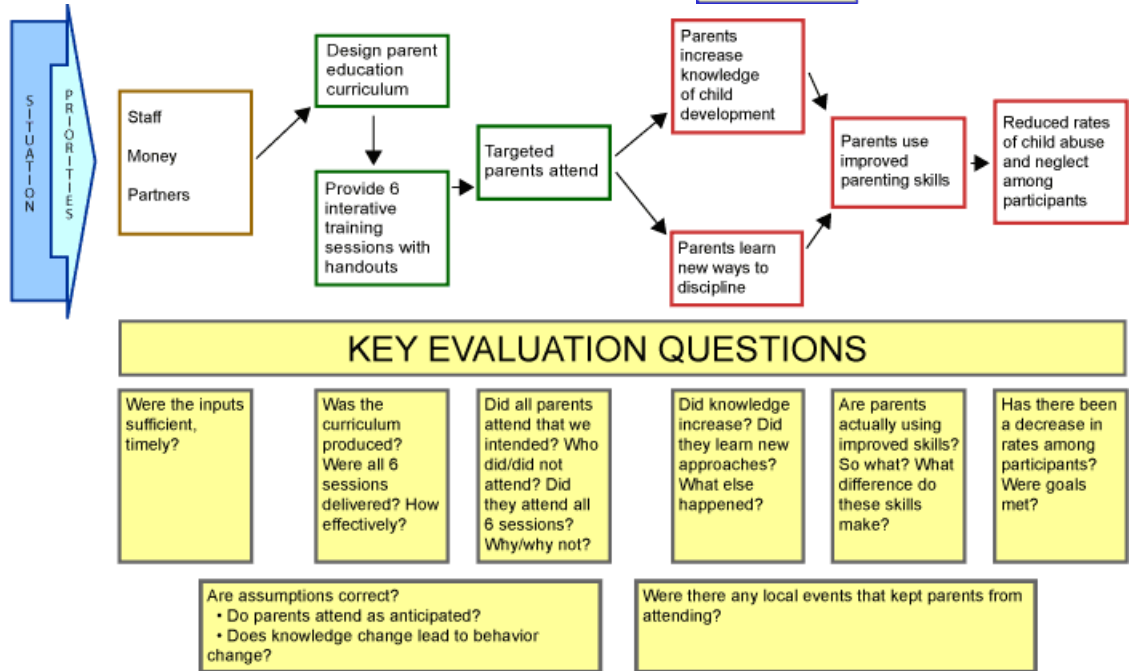 SITUATION
PRIORITIES
Staff
Money
Partners
Design parent
education
curriculum
Provide 6
interative
training
sessions with
handouts
Targeted
parents attend
Parents
increase
knowledge
of child
development
Parents learn
new ways to
discipline
Parents use
improved
parenting skills
Reduced rates
of child abuse
and neglect
among
participants
KEY EVALUATION QUESTIONS
Were the inputs
sufficient,
timely?
Was the
curriculum
produced?
Were all 6
sessions
delivered? How
effectively?
Did all parents
attend that we
intended? Who
did/did not
attend? Did
they attend all
6 sessions?
Why/why not?
Did knowledge
increase? Did
they learn new
approaches?
What else
happened?
Are parents
actually using
improved skills?
So what? What
difference do
these skills
make?
Has there been
a decrease in
rates among
participants?
Were goals
met?
Are assumptions correct?
• Do parents attend as anticipated?
• Does knowledge change lead to behavior
change?
Were there any local events that kept parents from
attending?